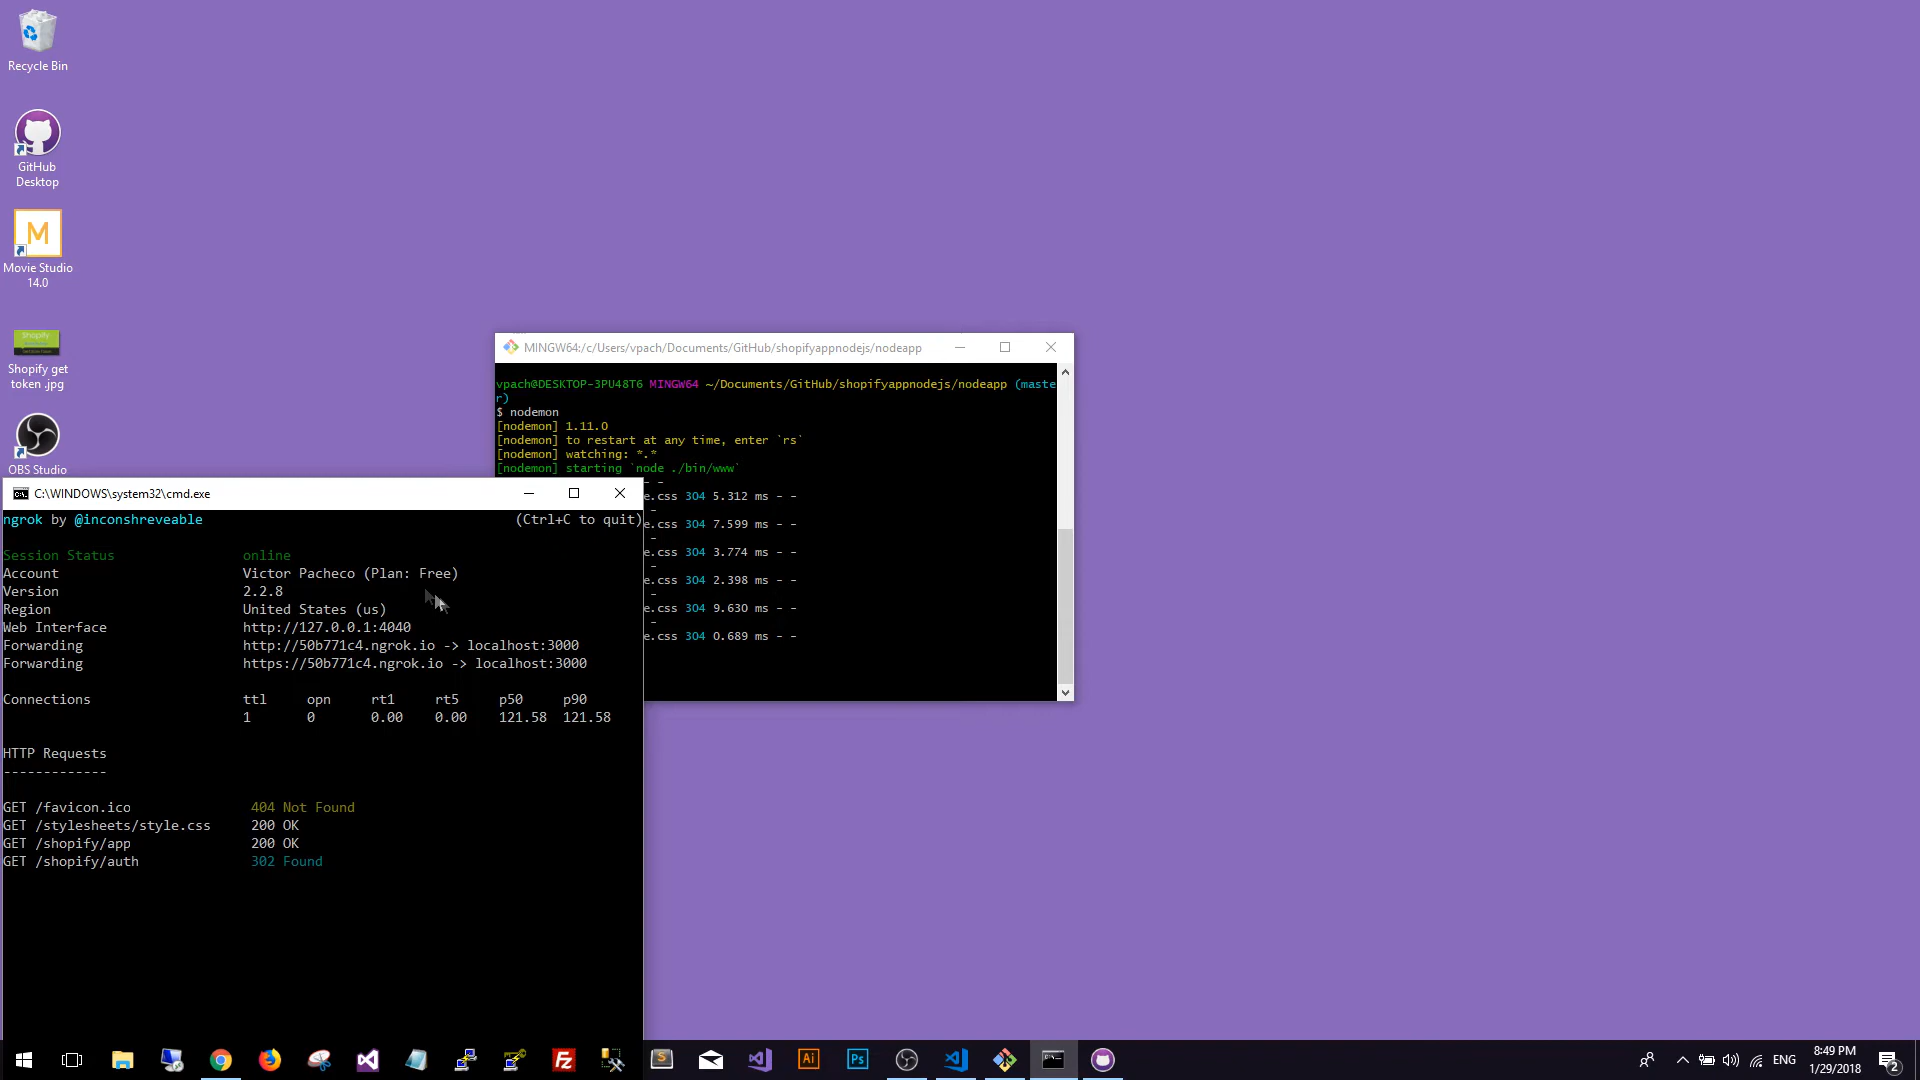 Recycle Bin
GitHub
Desktop
M
Movie Studio
14.0
Shopify
Shopify get
token .jpg
OBS Studio
MINGW64:/c/Users/vpach/Documents/GitHub/shopifyappnodejs/nodeapp
vpach@DESKTOP-3PU48T6 MINGW64 ~/Documents/GitHub/shopifyappnodejs/nodeapp (maste
r)
$ nodemon
[nodemon] 1.11.0
[nodemon] to restart at any time, enter `rs`
[nodemon] watching: *.*
[nodemon] starting `node ./bin/www`
- -
e.css 304 5.312 ms - -
-
e.css 304 7.599 ms - -
-
e.css 304 3.774 ms - -
-
e.css 304 2.398 ms - -
-
e.css 304 9.630 ms - -
-
e.css 304 0.689 ms - -
C:\WINDOWS\system32\cmd.exe
ngrok by @inconshreveable (Ctrl+C to quit)
Session Status online
Account Victor Pacheco (Plan: Free)
Version 2.2.8
Region United States (us)
Web Interface http://127.0.0.1:4040
Forwarding http://50b771c4.ngrok.io -> localhost:3000
Forwarding https://50b771c4.ngrok.io -> localhost:3000
Connections ttl opn rt1 rt5 p50 p90
1 0 0.00 0.00 121.58 121.58
HTTP Requests
-------------
GET /favicon.ico 404 Not Found
GET /stylesheets/style.css 200 OK
GET /shopify/app 200 OK
GET /shopify/auth 302 Found
Fz
S
Ai
Ps
ENG
8:49 PM
1/29/2018
2